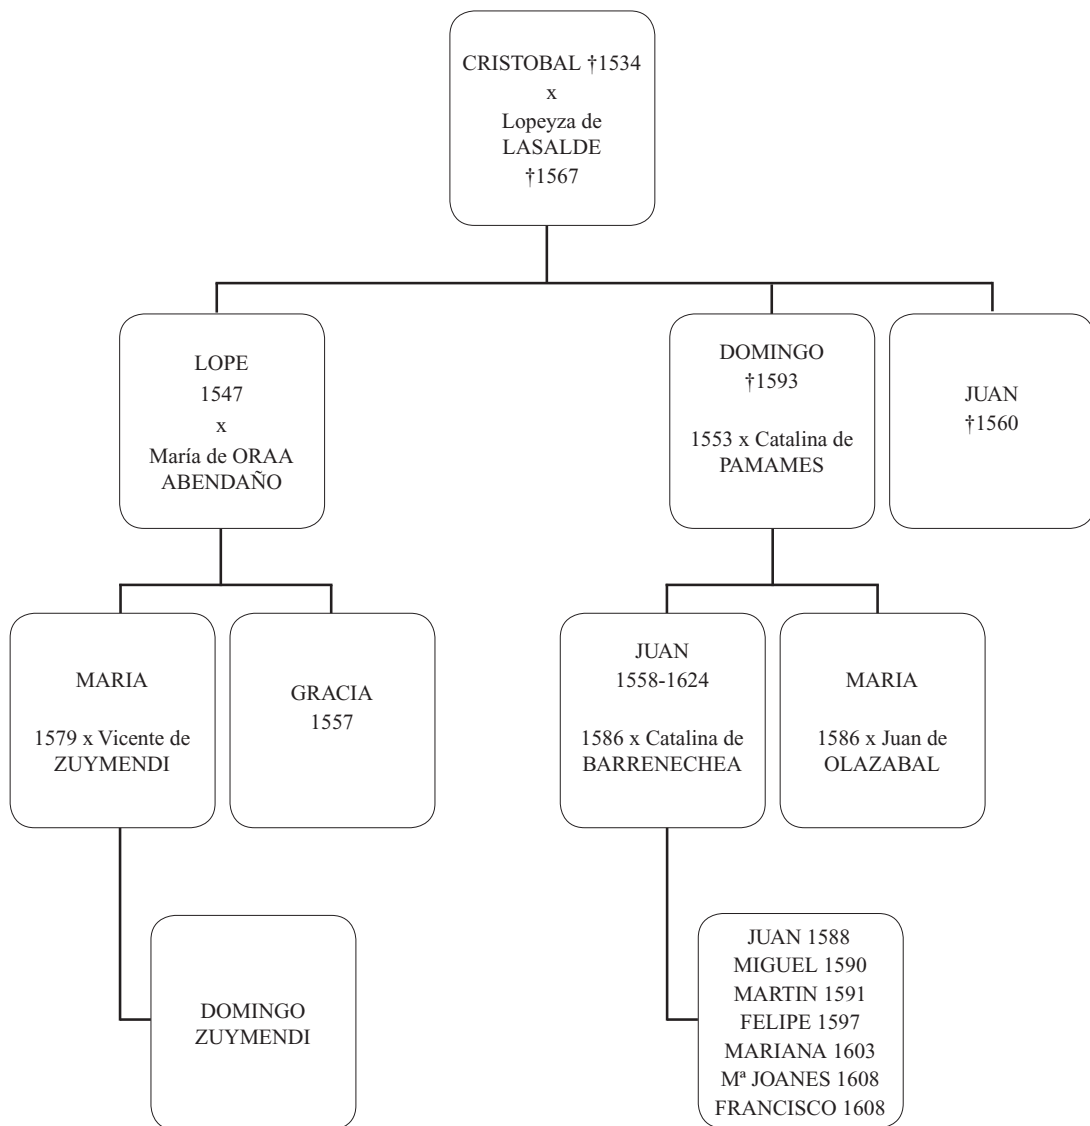 CRISTOBAL †1534
x
Lopeyza de
LASALDE
†1567
LOPE
1547
x
María de ORAA
ABENDAÑO
DOMINGO
†1593
1553 x Catalina de
PAMAMES
JUAN
†1560
MARIA
1579 x Vicente de
ZUYMENDI
GRACIA
1557
JUAN
1558-1624
1586 x Catalina de
BARRENECHEA
MARIA
1586 x Juan de
OLAZABAL
DOMINGO
ZUYMENDI
JUAN 1588
MIGUEL 1590
MARTIN 1591
FELIPE 1597
MARIANA 1603
Mª JOANES 1608
FRANCISCO 1608